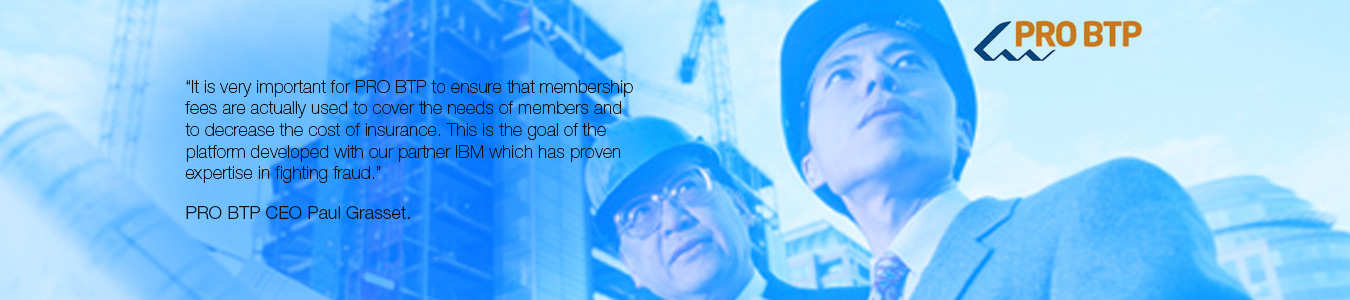 PRO BTP
“It is very important for PRO BTP to ensure that membership
fees are actually used to cover the needs of members and
to decrease the cost of insurance. This is the goal of the
platform developed with our partner IBM which has proven
expertise in fighting fraud.”
PRO BTP CEO Paul Grasset.